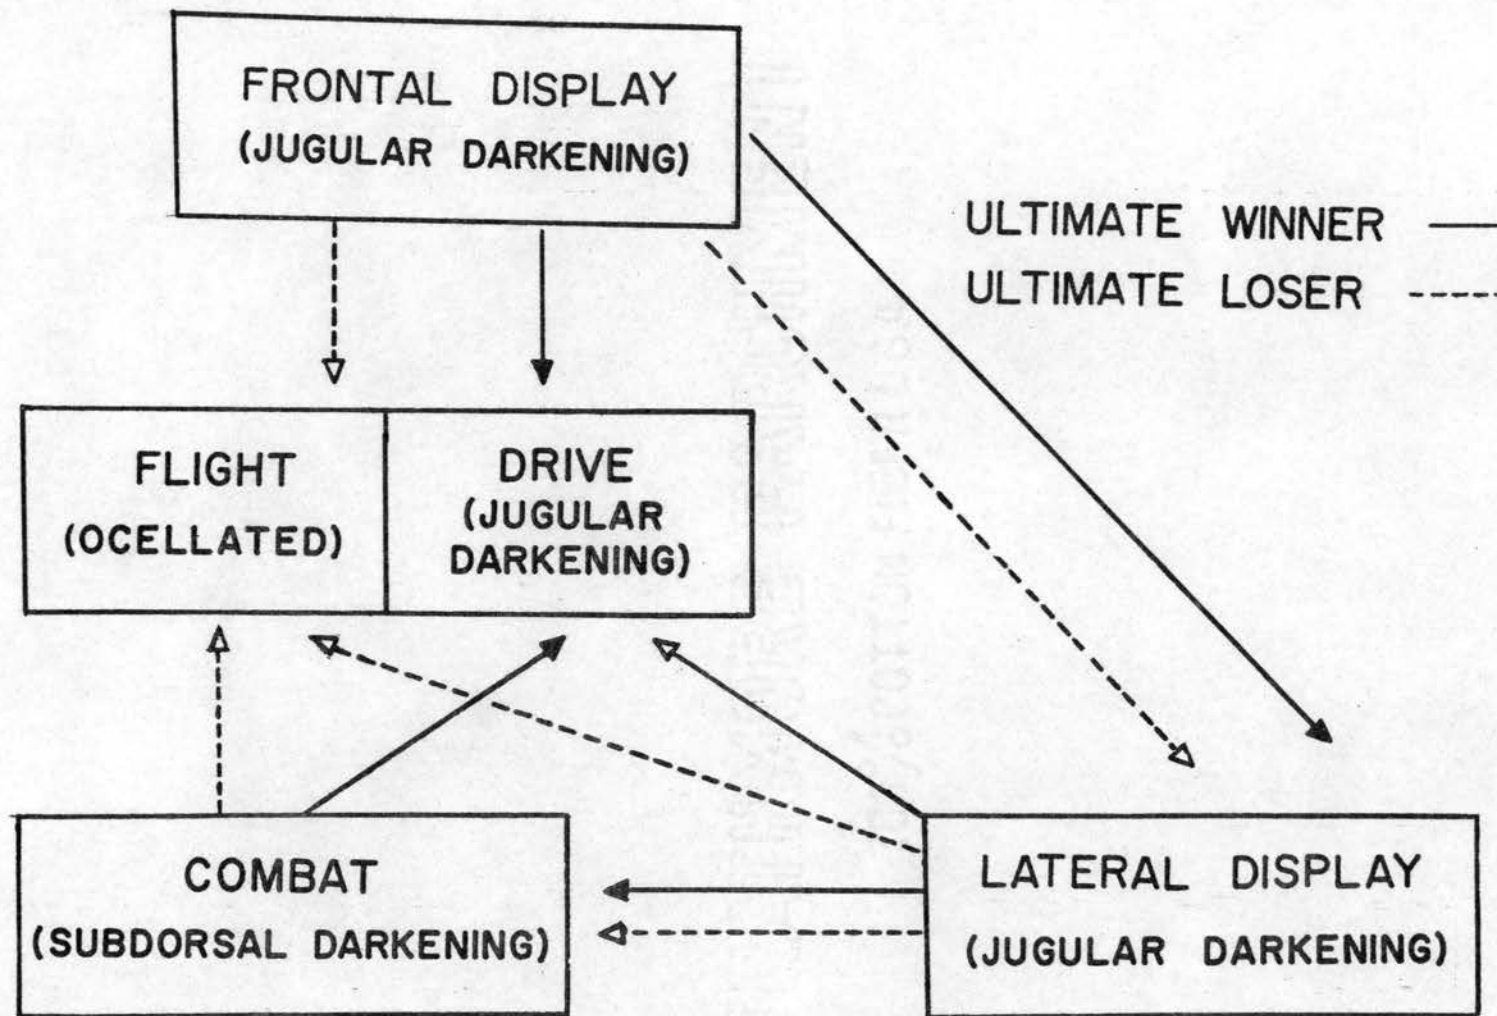 FRONTAL DISPLAY
(JUGULAR DARKENING)
ULTIMATE WINNER
ULTIMATE LOSER
FLIGHT
(OCELLATED)
DRIVE
(JUGULAR
DARKENING)
COMBAT
(SUBDORSAL DARKENING)
LATERAL DISPLAY
(JUGULAR DARKENING)